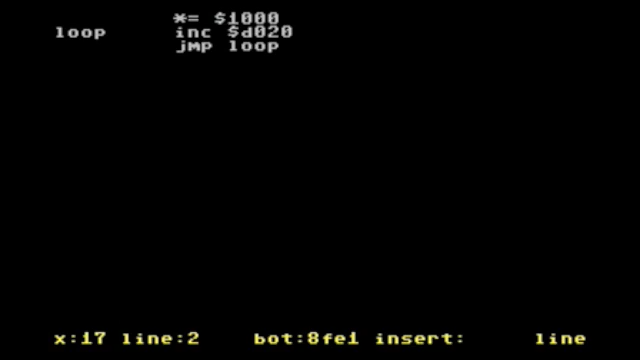 *= $1000
loop inc $d020
jmp loop
x:17 line:2 bot:8fe1 insert: line